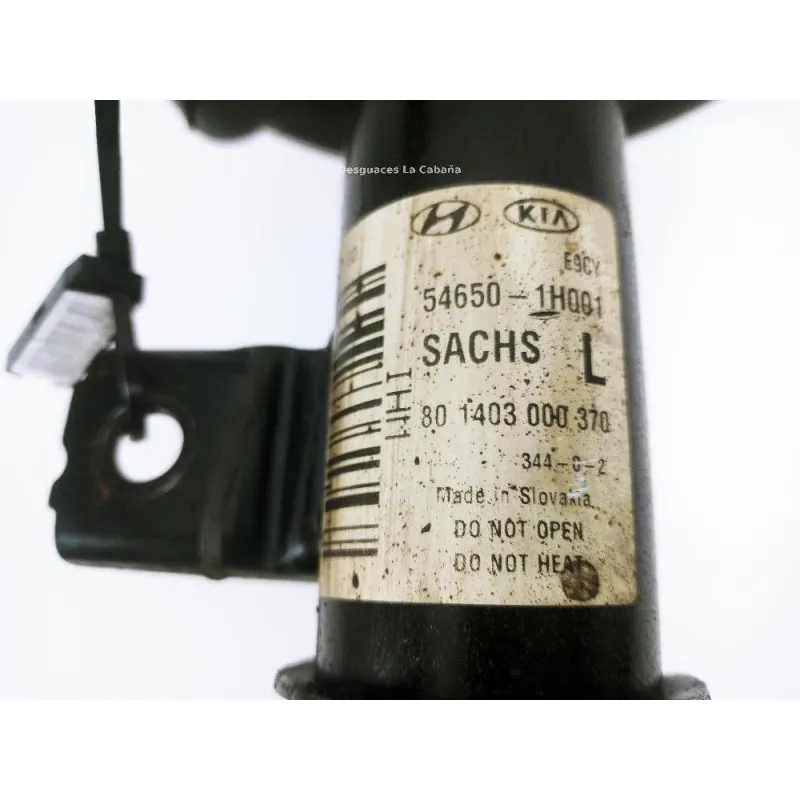 Desguaces La Cabaña
KIA
E9CY
54650-1H001
SACHS L
80 1403 000 370
344-0-2
Made in Slovakia
DO NOT OPEN
DO NOT HEAT
1HH